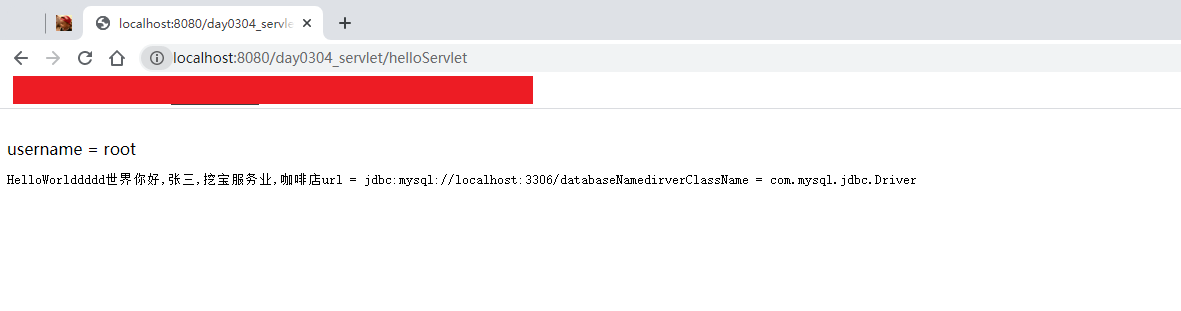 localhost:8080/day0304_servle
localhost:8080/day0304_servlet/helloServlet
username = root
HelloWorlddddd世界你好,张三,挖宝服务业,咖啡店url = jdbc:mysql://localhost:3306/databaseNamedirverClassName = com.mysql.jdbc.Driver